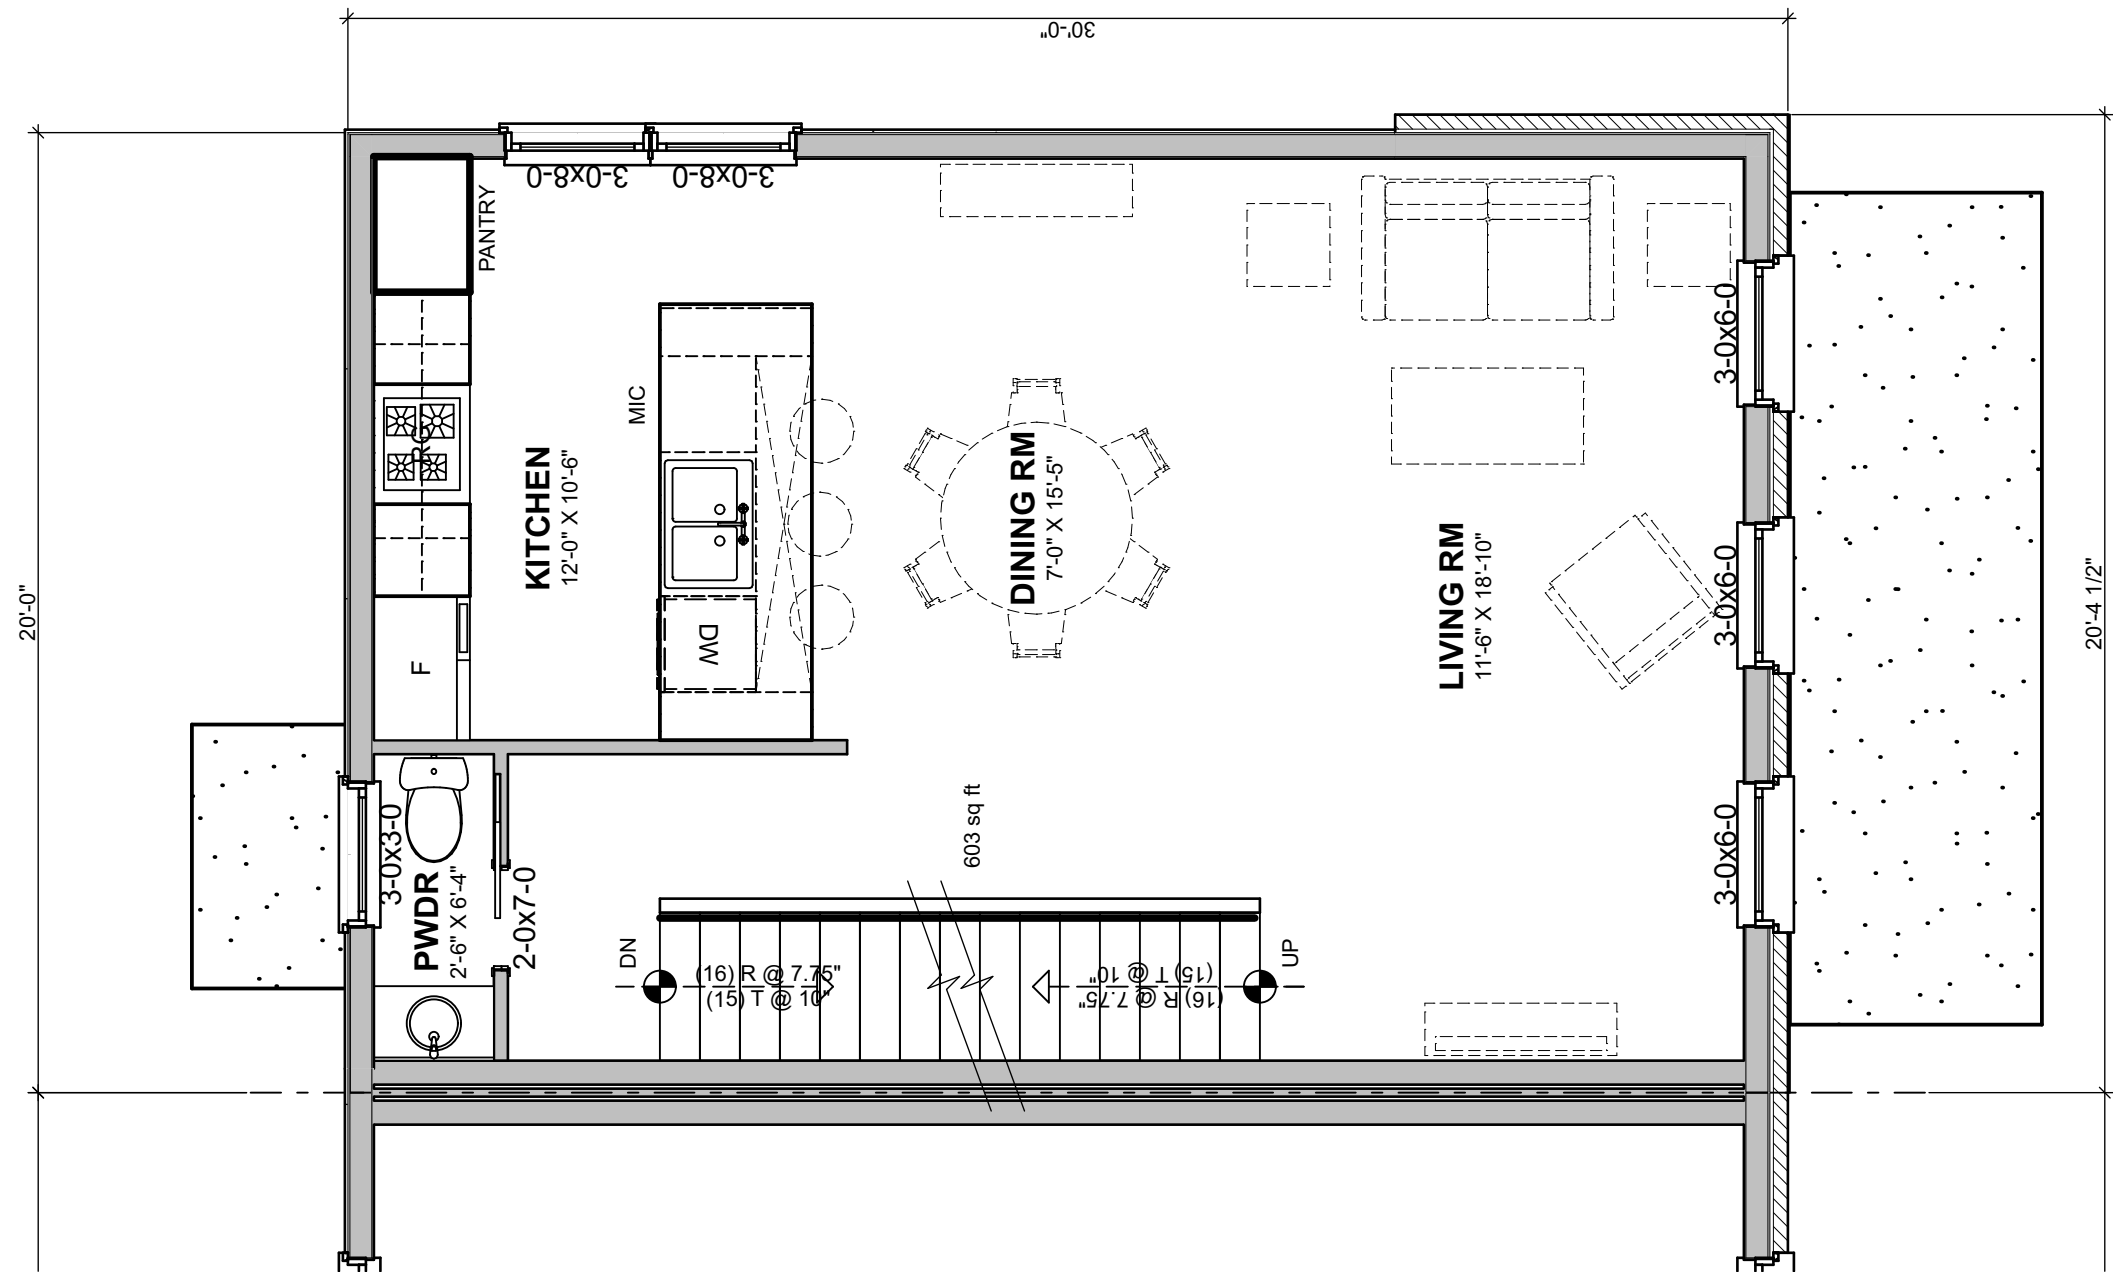 30'-0"
20'-0"
20'-4 1/2"
3-0x8-0
3-0x8-0
PANTRY
RG
F
MIC
DW
KITCHEN
12'-0" X 10'-6"
DINING RM
7'-0" X 15'-5"
LIVING RM
11'-6" X 18'-10"
3-0x6-0
3-0x6-0
3-0x6-0
3-0x3-0
PWDR
2'-6" X 6'-4"
2-0x7-0
603 sq ft
DN
(16) R @ 7.75"
(15) T @ 10"
(16) R @ 7.75"
(15) T @ 10"
UP